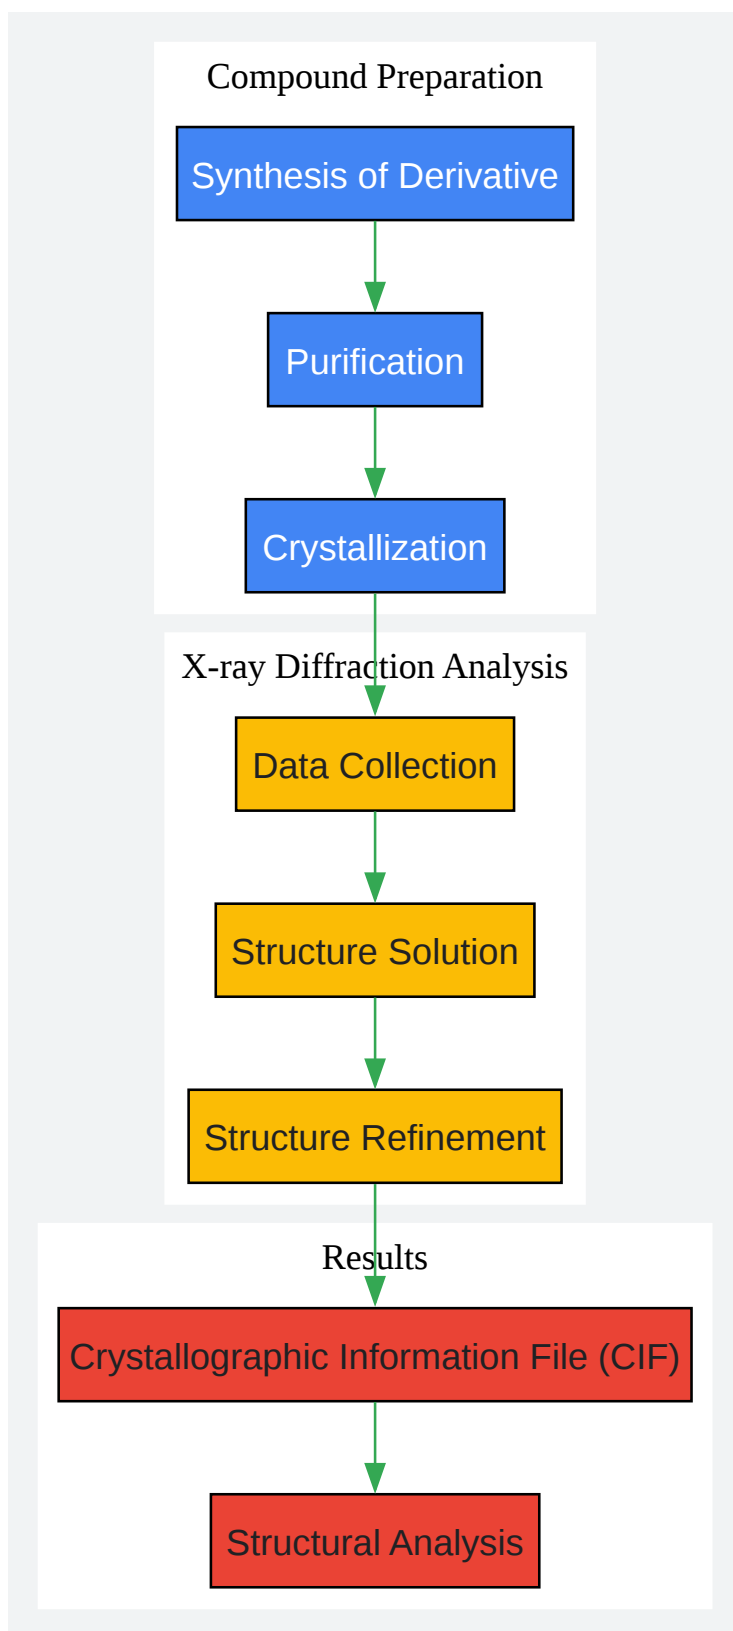 Compound Preparation
Synthesis of Derivative
Purification
Crystallization
X-ray Diffraction Analysis
Data Collection
Structure Solution
Structure Refinement
Results
Crystallographic Information File (CIF)
Structural Analysis